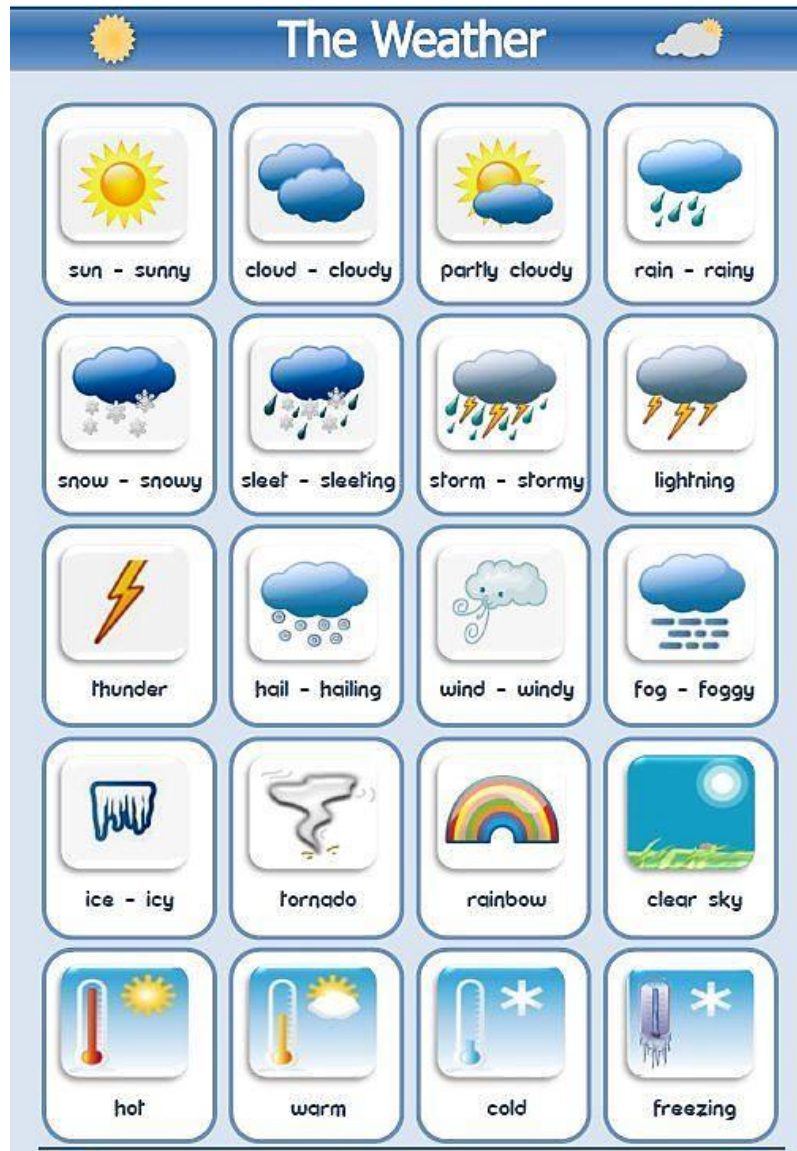 The Weather
sun - sunny
cloud - cloudy
partly cloudy
rain - rainy
snow - snowy
sleet - sleeting
storm - stormy
lightning
thunder
hail - hailing
wind - windy
fog - foggy
ice - icy
tornado
rainbow
clear sky
hot
warm
cold
freezing